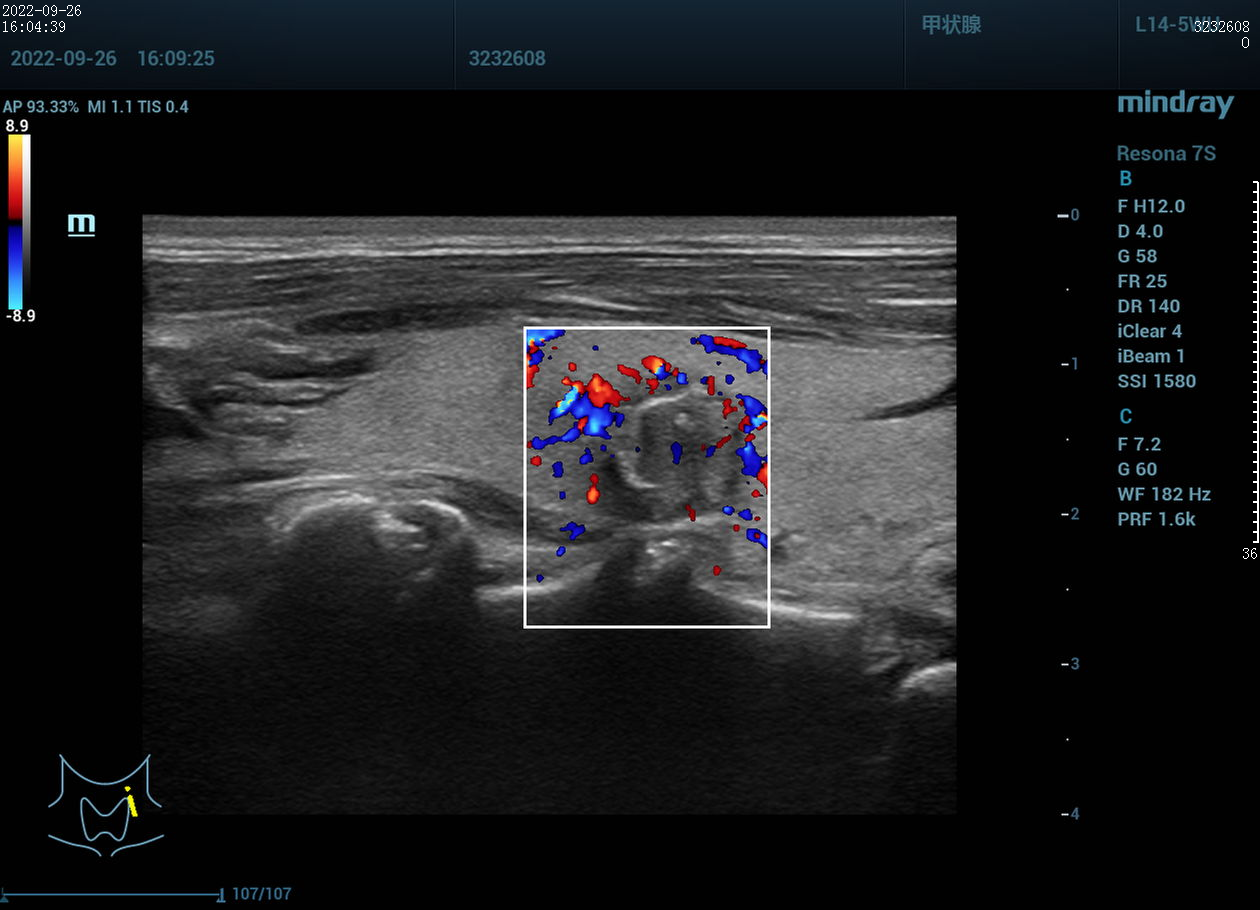 2022-09-26
16:04:39
2022-09-26 16:09:25
3232608
甲状腺
L14-5W
3232608
0
AP 93.33% MI 1.1 TIS 0.4
8.9
-8.9
m
mindray
Resona 7S
B
F H12.0
D 4.0
G 58
FR 25
DR 140
iClear 4
iBeam 1
SSI 1580
C
F 7.2
G 60
WF 182 Hz
PRF 1.6k
0
1
2
3
4
36
107/107